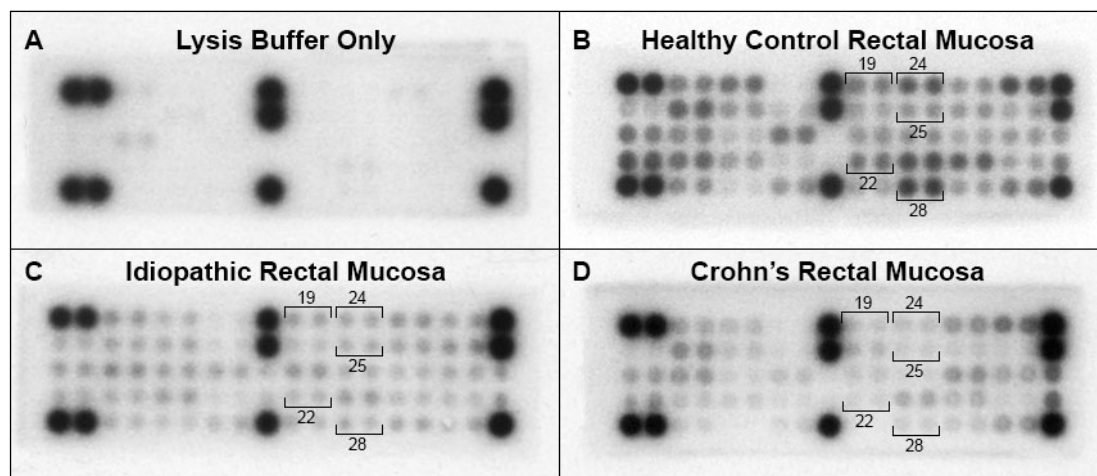 A
Lysis Buffer Only
B
Healthy Control Rectal Mucosa
19
24
25
22
28
C
Idiopathic Rectal Mucosa
19
24
25
22
28
D
Crohn's Rectal Mucosa
19
24
25
22
28